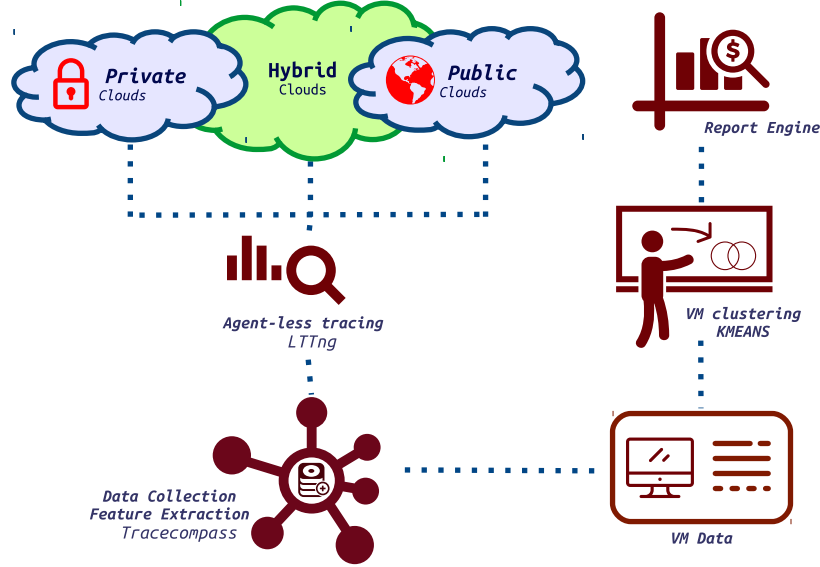 Private
Clouds
Hybrid
Clouds
Public
Clouds
$
Report Engine
Agent-less tracing
LTTng
VM clustering
KMEANS
Data Collection
Feature Extraction
Tracecompass
VM Data